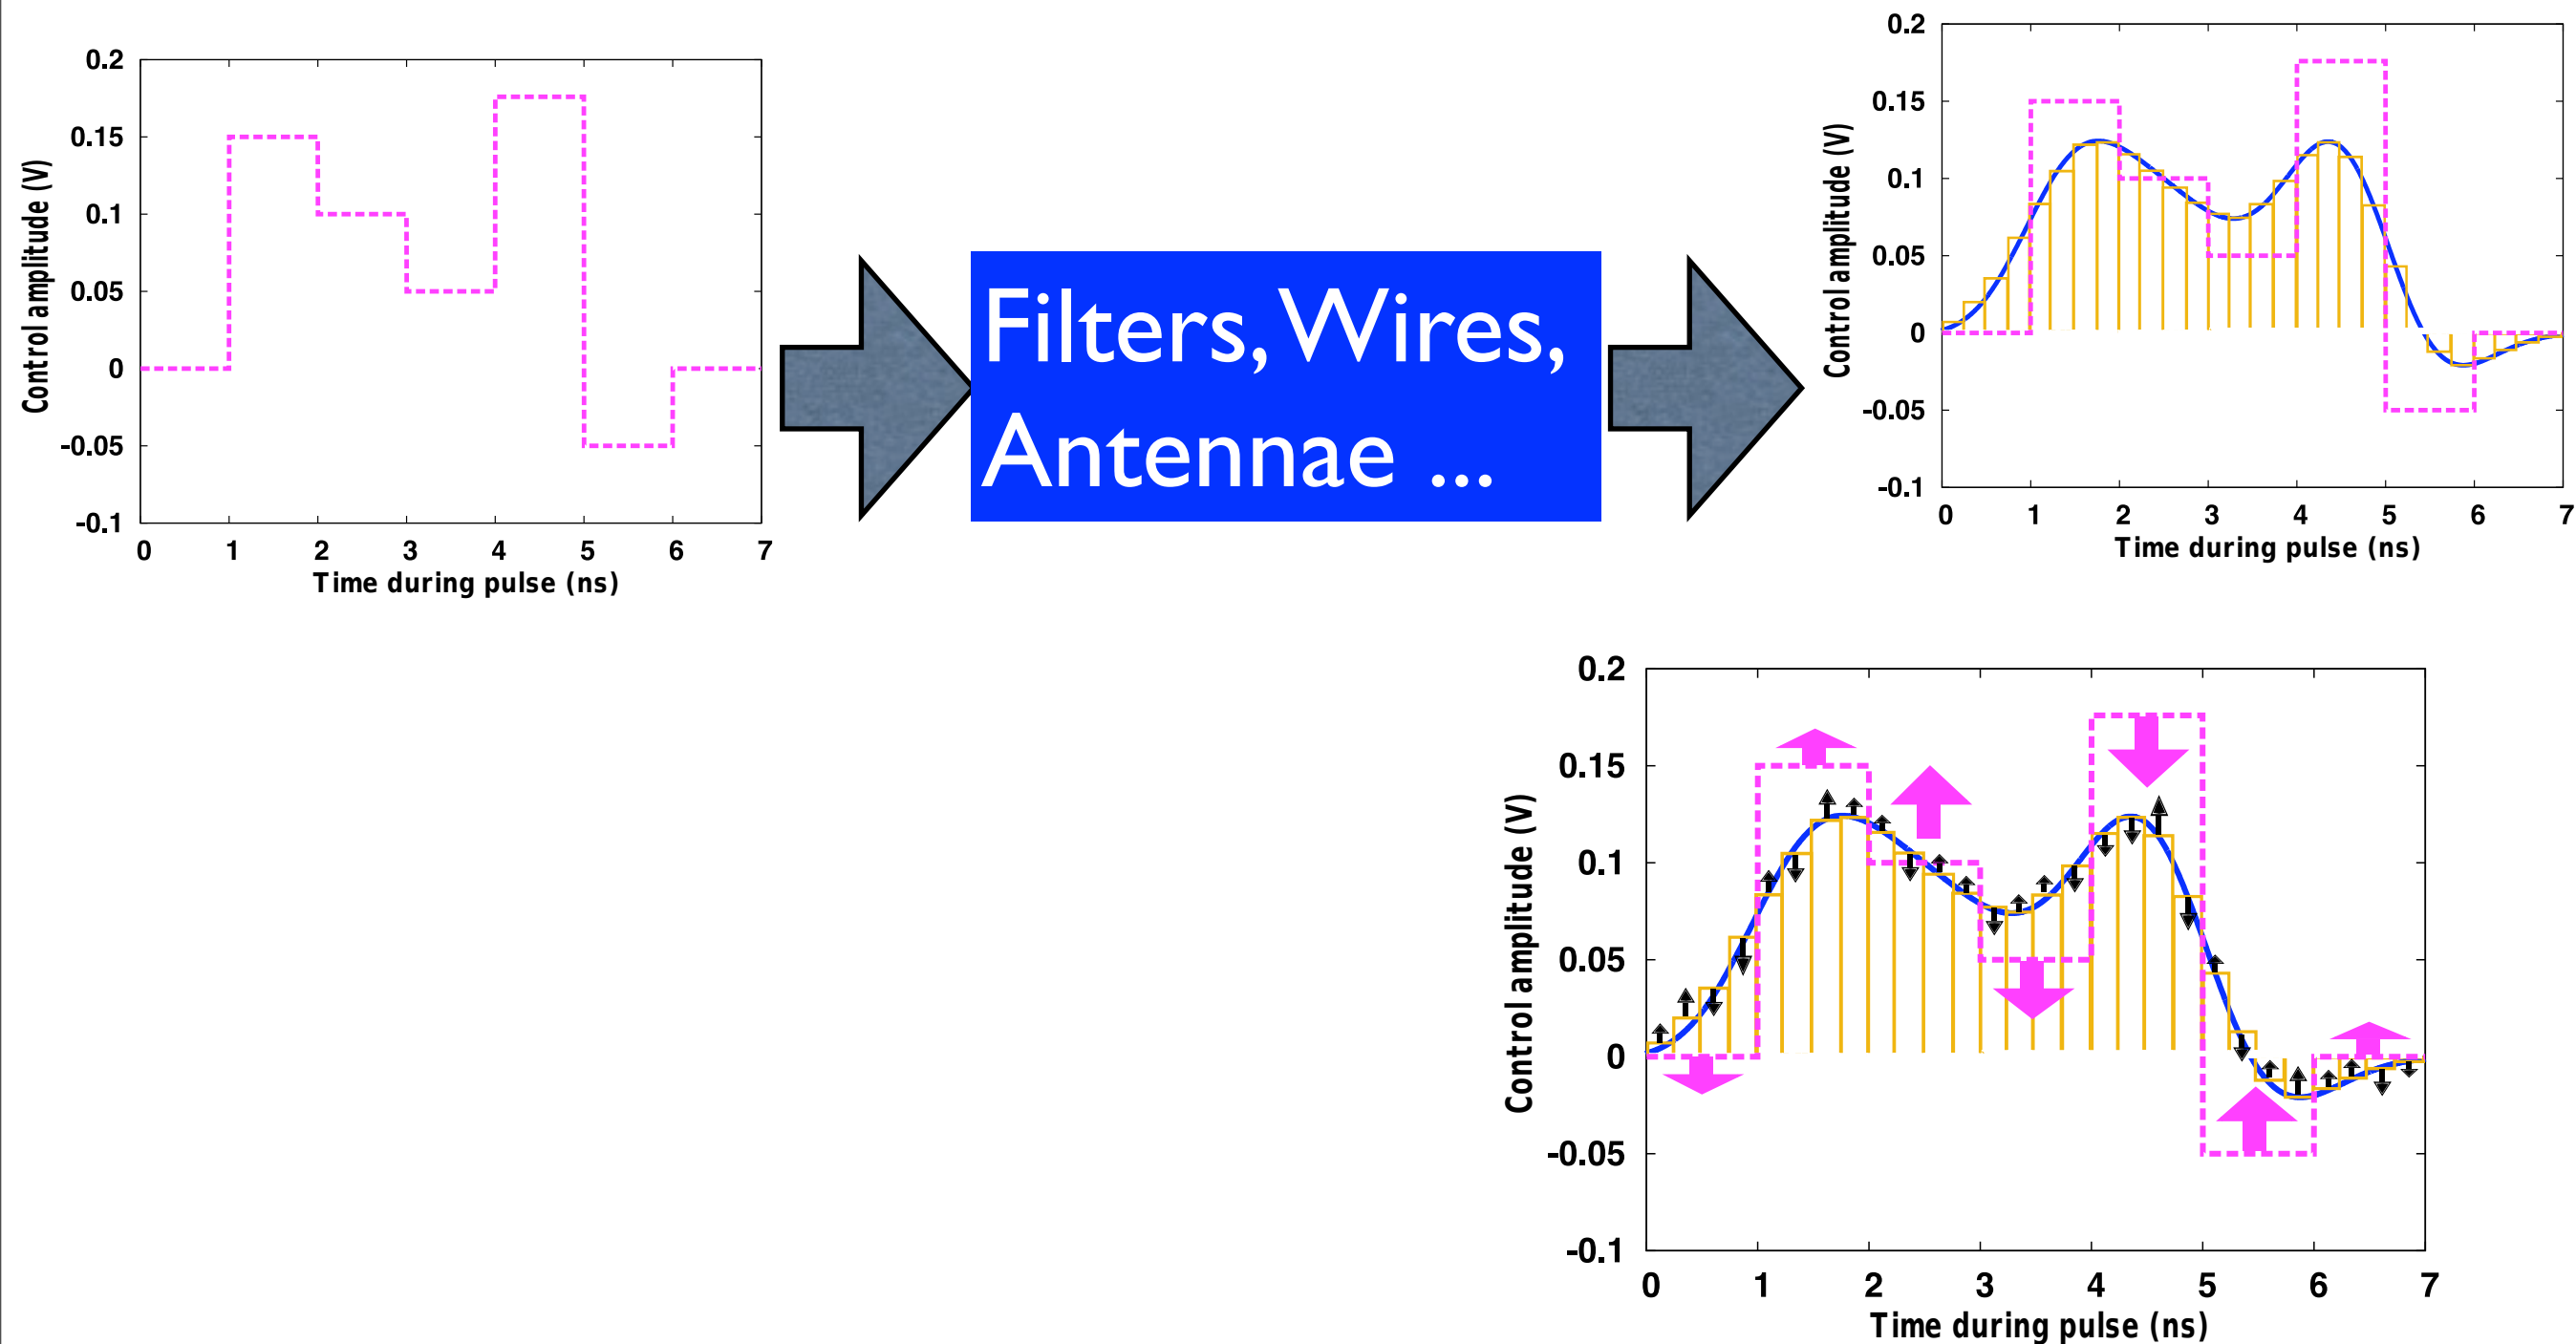 0.2
0.15
0.1
0.05
0
-0.05
-0.1
0 1 2 3 4 5 6 7
Control amplitude (V)
Time during pulse (ns)
Filters, Wires,
Antennae ...
0.2
0.15
0.1
0.05
0
-0.05
-0.1
0 1 2 3 4 5 6 7
Control amplitude (V)
Time during pulse (ns)
0.2
0.15
0.1
0.05
0
-0.05
-0.1
0 1 2 3 4 5 6 7
Control amplitude (V)
Time during pulse (ns)